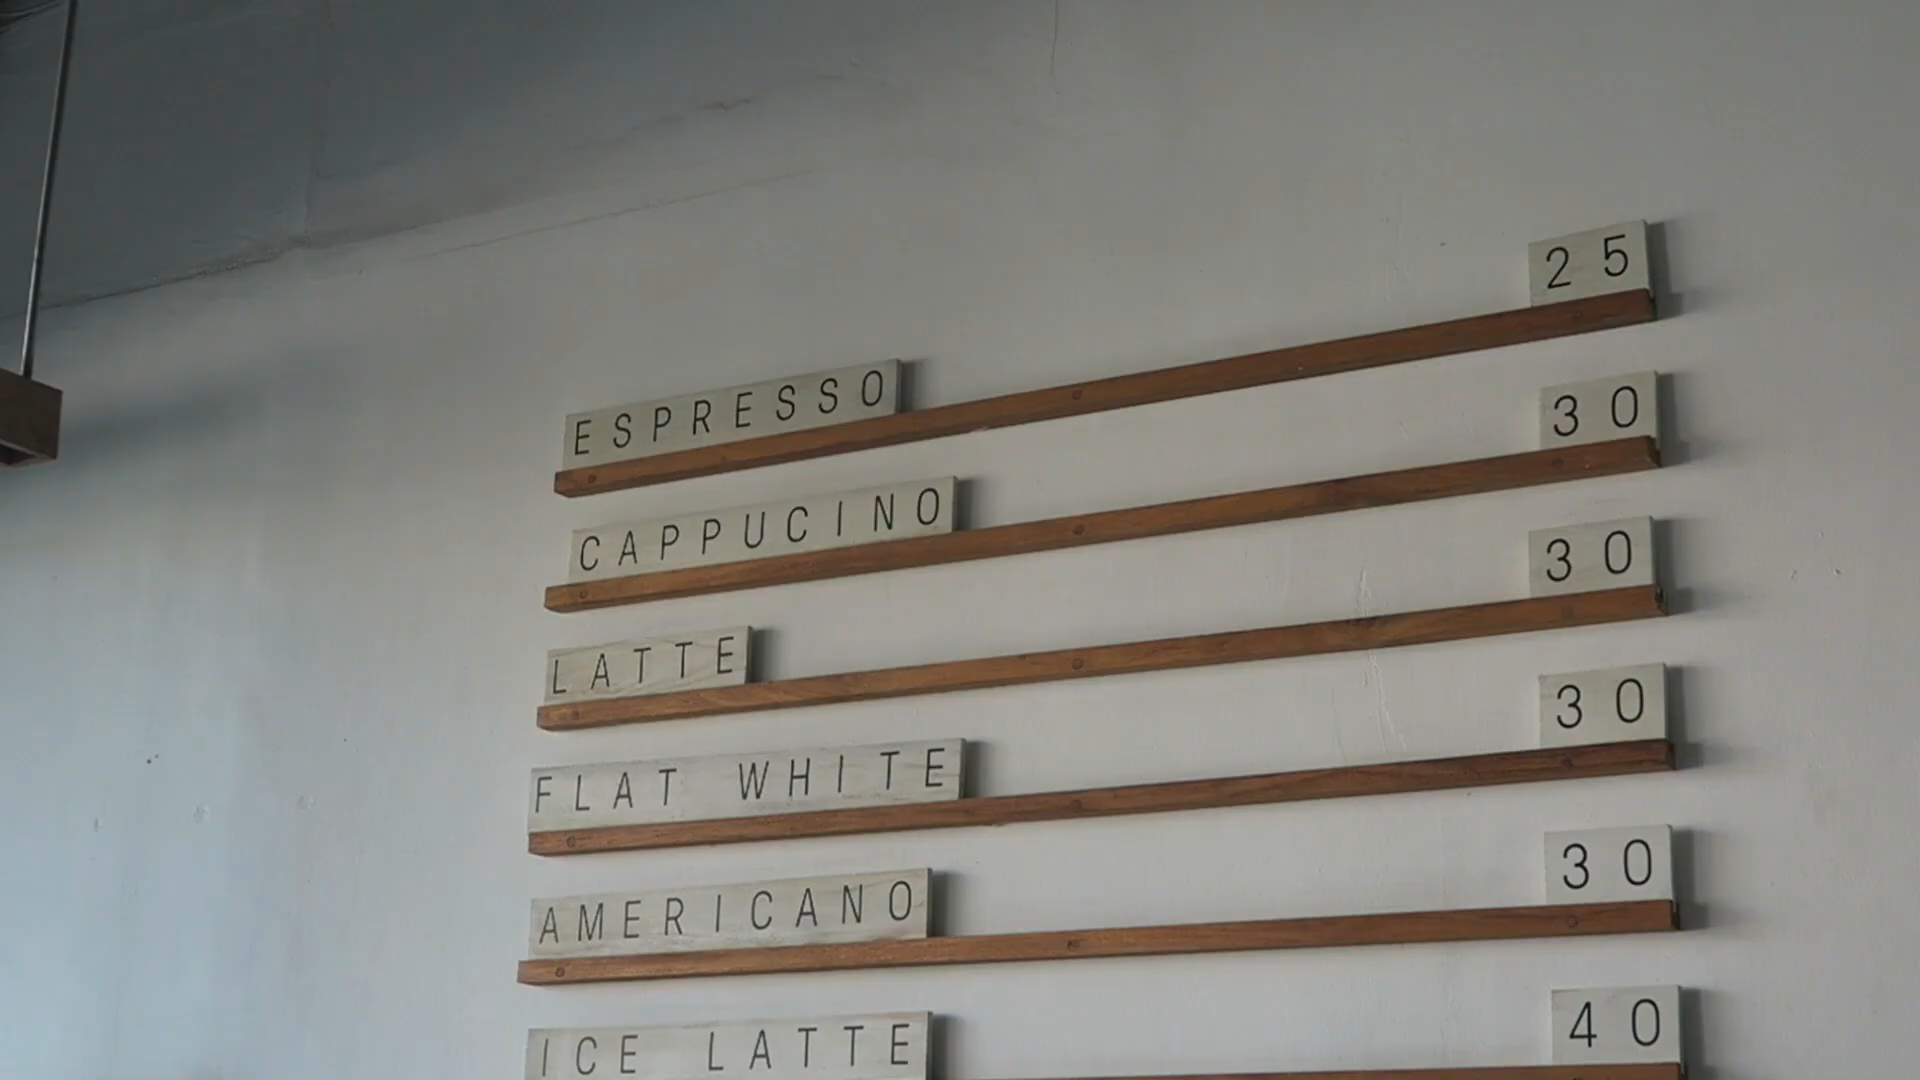 ESPRESSO 25
CAPPUCINO 30
LATTE 30
FLAT WHITE 30
AMERICANO 30
ICE LATTE 40